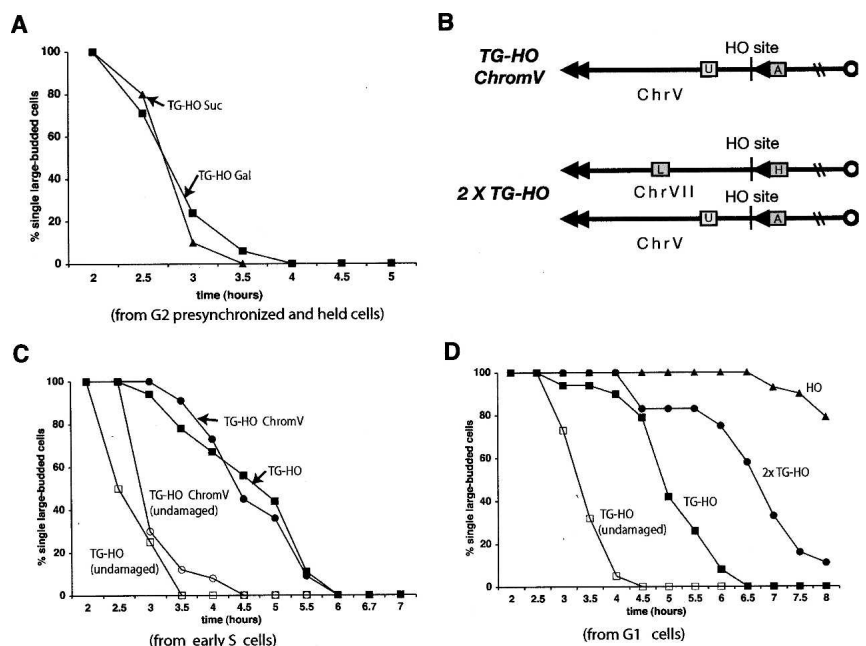 A
% single large-budded cells
100
80
60
40
20
0
TG-HO Suc
TG-HO Gal
2 2.5 3 3.5 4 4.5 5
time (hours)
(from G2 presynchronized and held cells)
B
TG-HO
ChromV
HO site
U
A
ChrV
2 X TG-HO
HO site
L
H
ChrVII
HO site
U
A
ChrV
C
% single large-budded cells
100
80
60
40
20
0
TG-HO ChromV
TG-HO
TG-HO ChromV
(undamaged)
TG-HO
(undamaged)
2 2.5 3 3.5 4 4.5 5 5.5 6 6.7 7
time (hours)
(from early S cells)
D
% single large-budded cells
100
80
60
40
20
0
HO
2x TG-HO
TG-HO
TG-HO
(undamaged)
2 2.5 3 3.5 4 4.5 5 5.5 6 6.5 7 7.5 8
time (hours)
(from G1 cells)